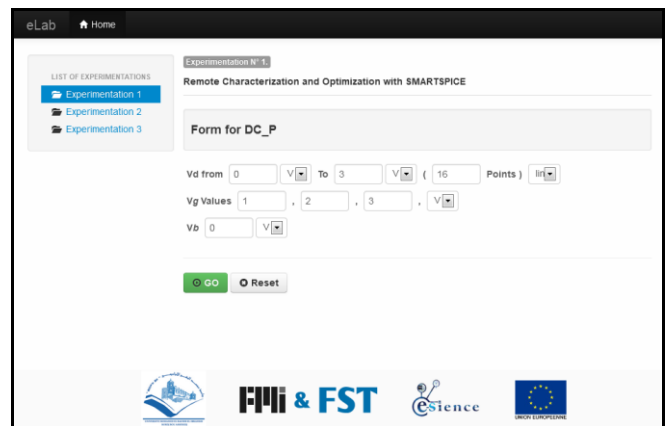 eLab Home
LIST OF EXPERIMENTATIONS
Experimentation 1
Experimentation 2
Experimentation 3
Experimentation N° 1.
Remote Characterization and Optimization with SMARTSPICE
Form for DC_P
Vd from 0 V To 3 V ( 16 Points ) lin
Vg Values 1 , 2 , 3 , V
Vb 0 V
GO Reset
FMi & FST
eSience
UNION EUROPEENNE